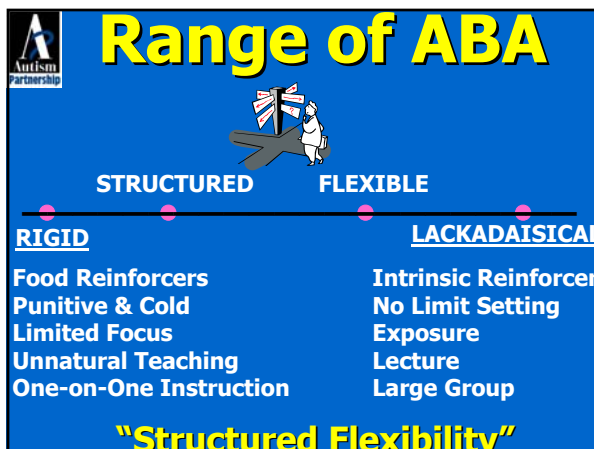 Autism
Partnership
Range of ABA
STRUCTURED FLEXIBLE
RIGID LACKADAISICAL
Food Reinforcers Intrinsic Reinforcer
Punitive & Cold No Limit Setting
Limited Focus Exposure
Unnatural Teaching Lecture
One-on-One Instruction Large Group
“Structured Flexibility”